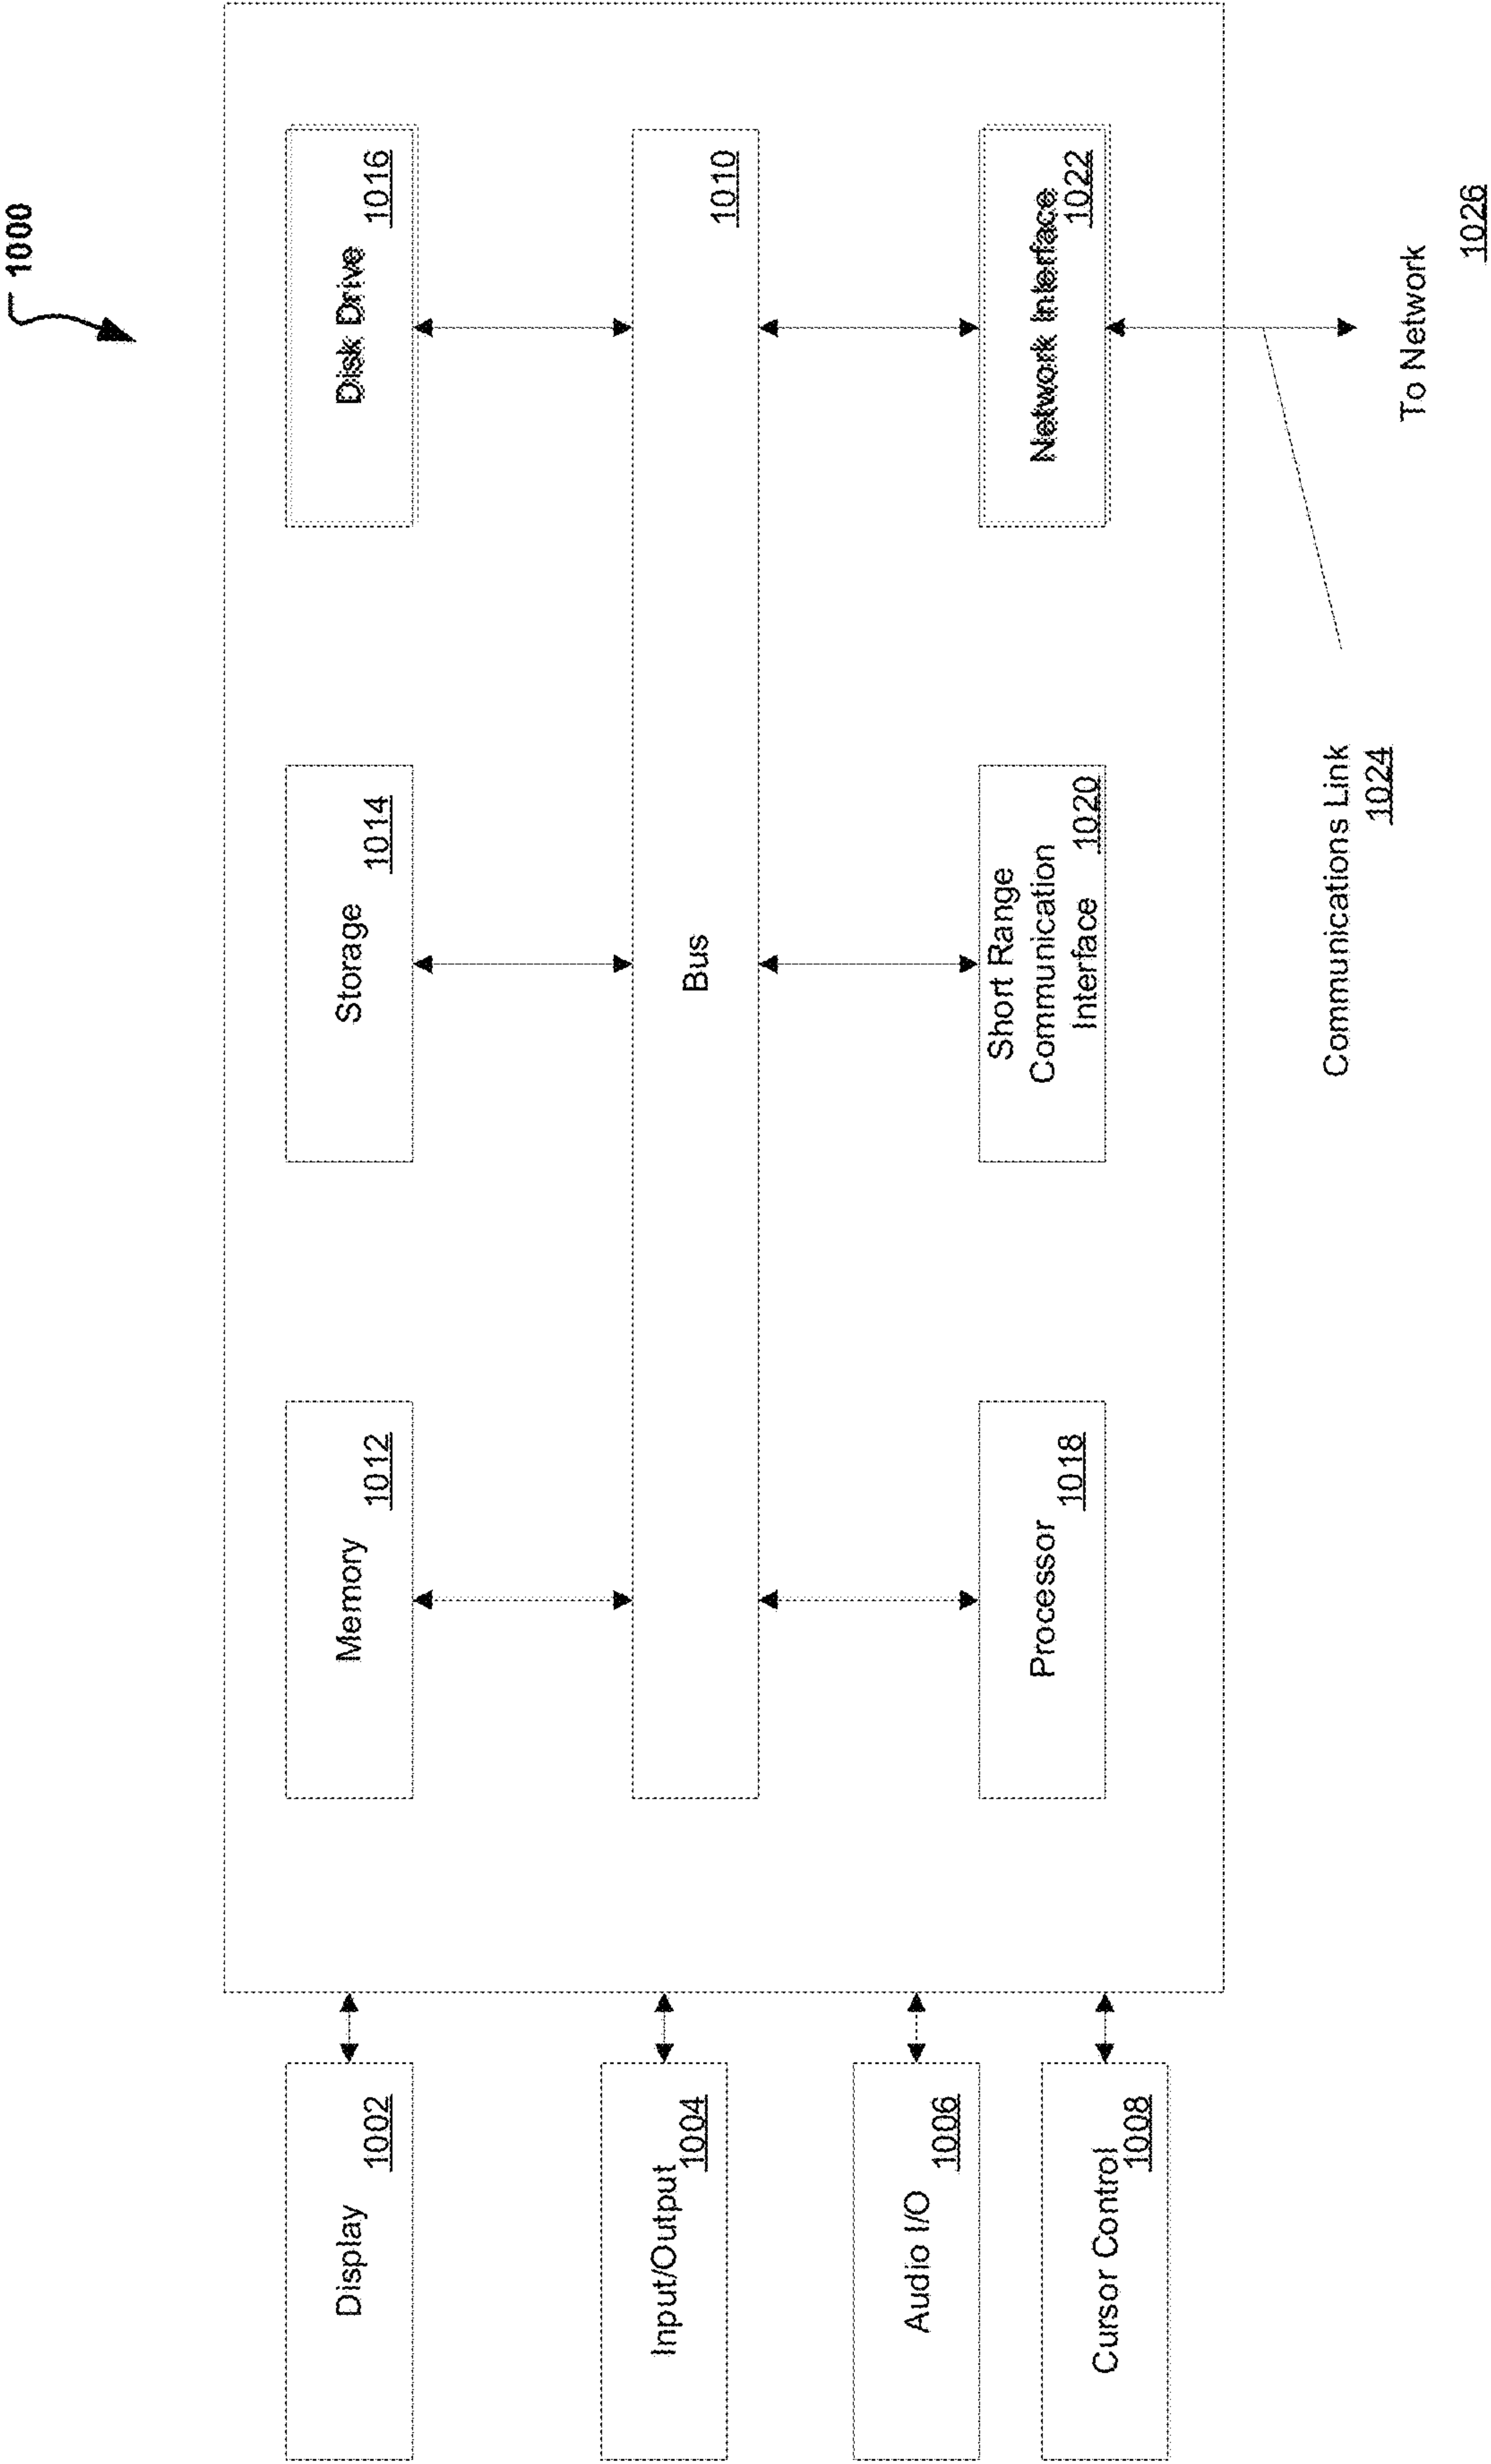 1000
Display
1002
Input/Output
1004
Audio I/O
1006
Cursor Control
1008
Memory
1012
Storage
1014
Disk Drive
1016
Bus
1010
Processor
1018
Short Range
Communication
Interface 1020
Network Interface
1022
Communications Link
1024
To Network
1026